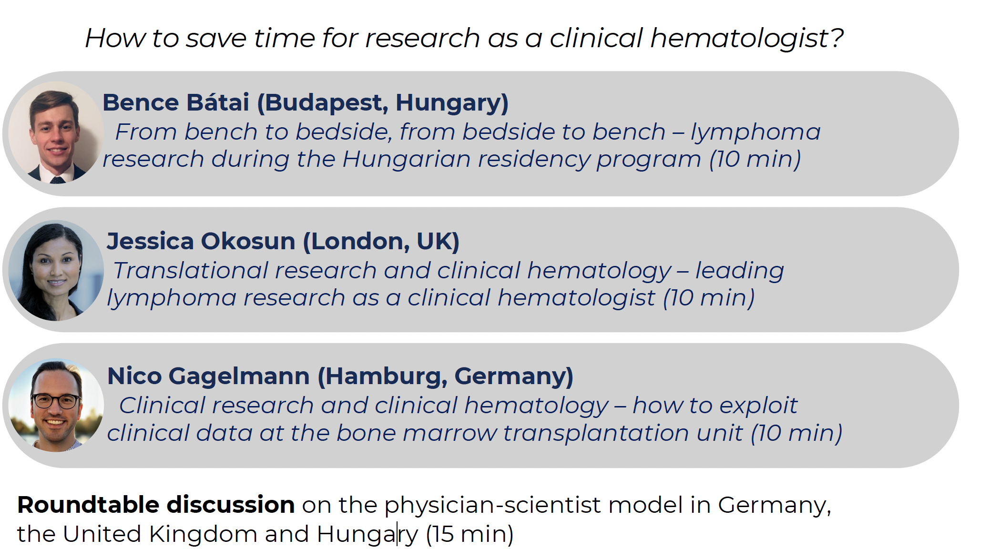 How to save time for research as a clinical hematologist?
Bence Bátai (Budapest, Hungary)
From bench to bedside, from bedside to bench – lymphoma
research during the Hungarian residency program (10 min)
Jessica Okosun (London, UK)
Translational research and clinical hematology – leading
lymphoma research as a clinical hematologist (10 min)
Nico Gagelmann (Hamburg, Germany)
Clinical research and clinical hematology – how to exploit
clinical data at the bone marrow transplantation unit (10 min)
Roundtable discussion on the physician-scientist model in Germany,
the United Kingdom and Hungary (15 min)